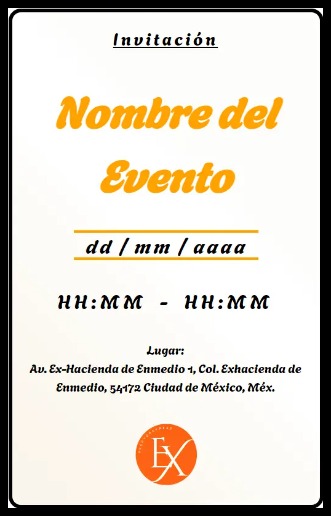 Invitación
Nombre del
Evento
dd / mm / aaaa
HH:MM - HH:MM
Lugar:
Av. Ex-Hacienda de Enmedio 1, Col. Exhacienda de
Enmedio, 54172 Ciudad de México, Méx.
EX